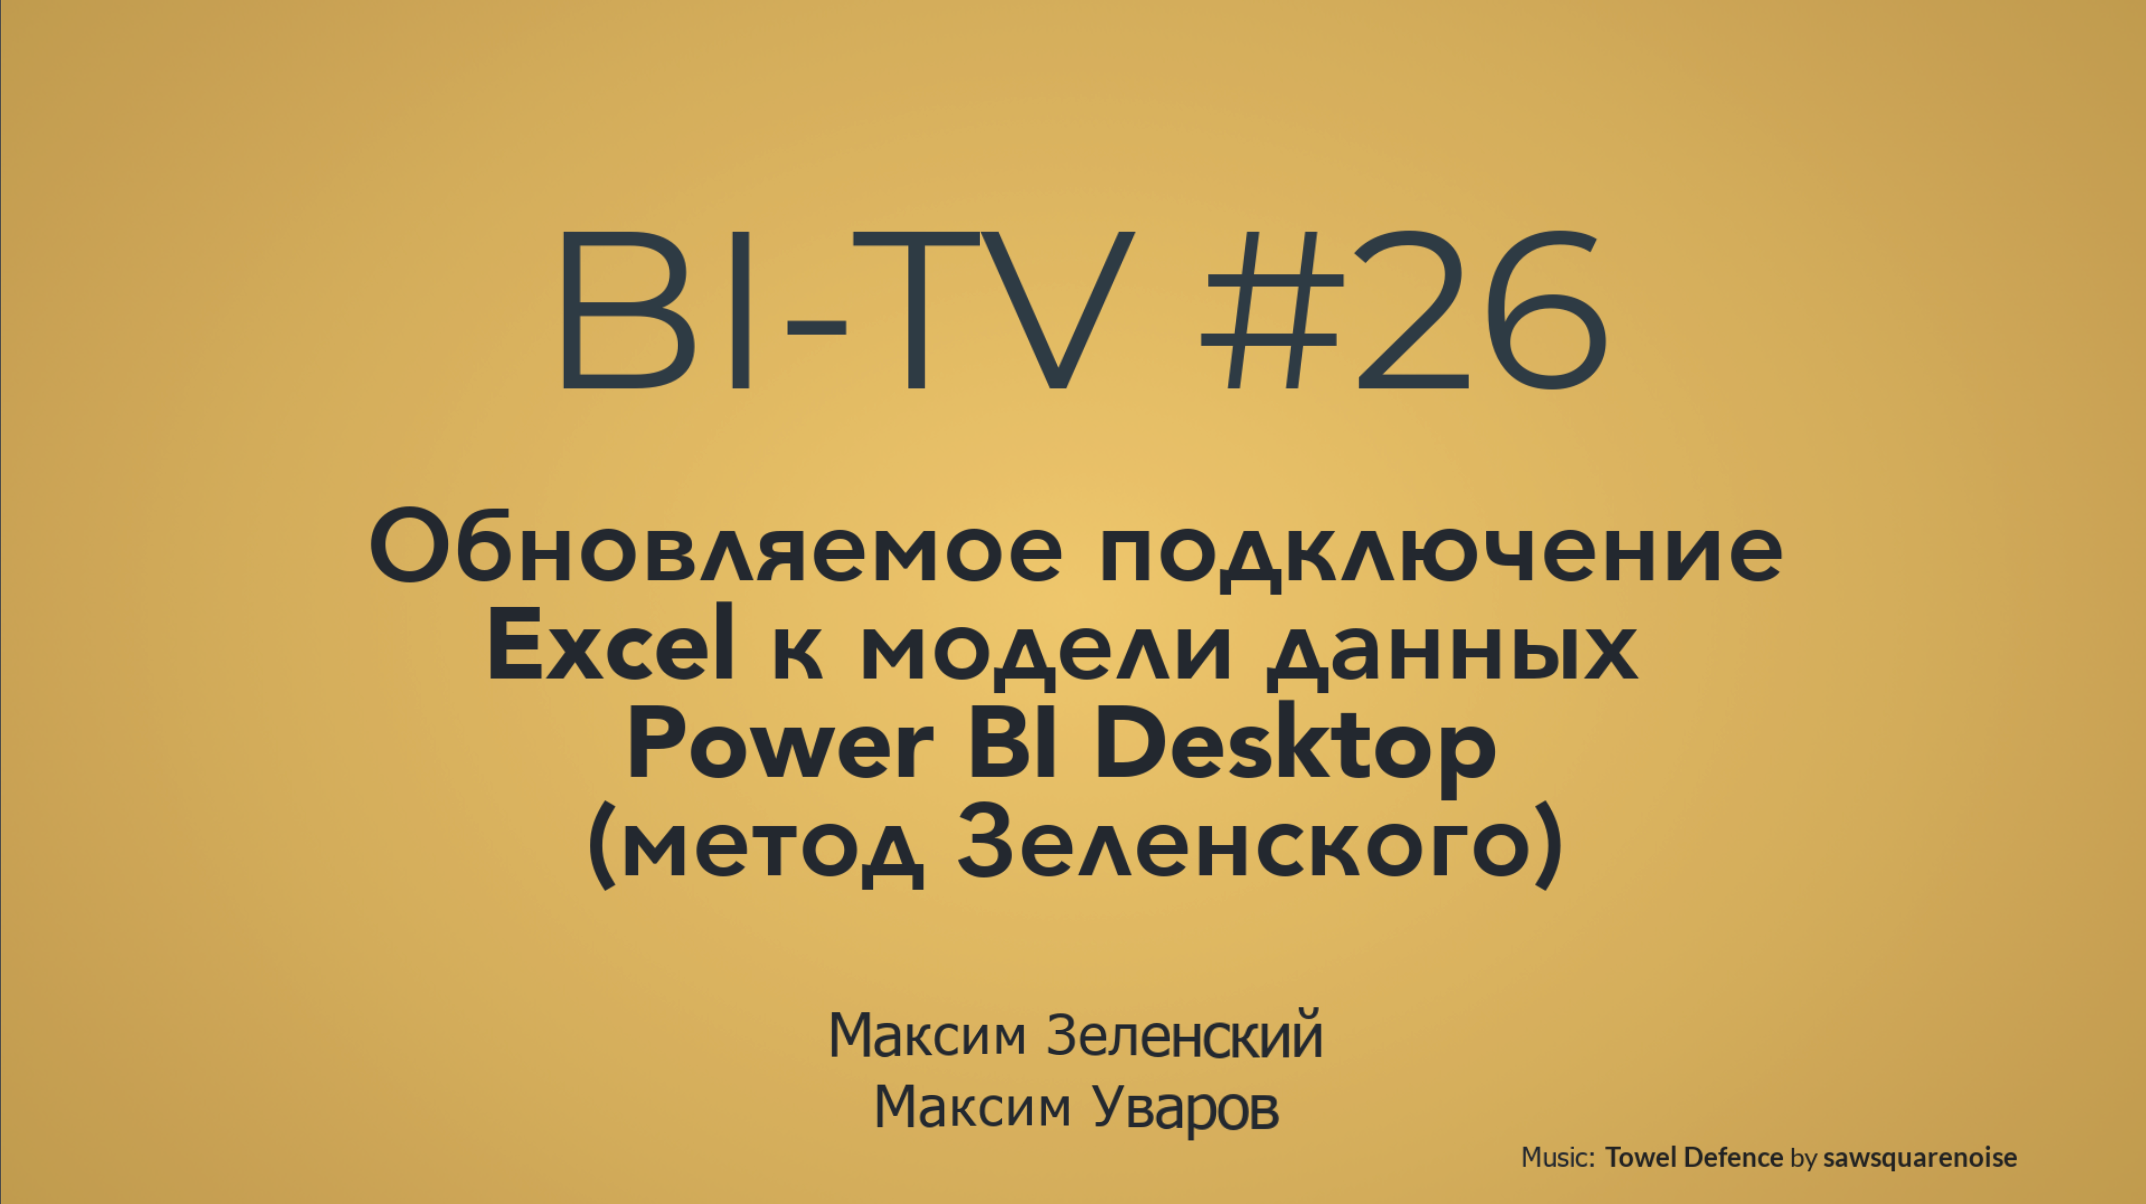 BI-TV #26
Обновляемое подключение
Excel к модели данных
Power BI Desktop
(метод Зеленского)
Максим Зеленский
Максим Уваров
Music: Towel Defence by sawsquarenoise